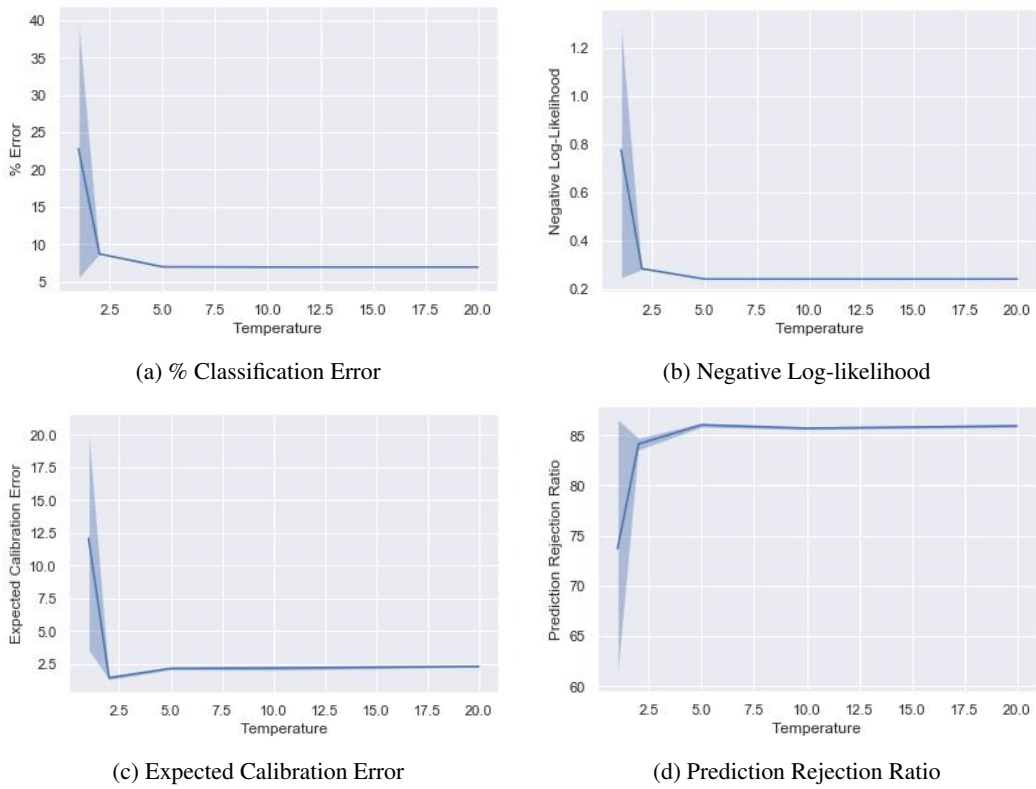 40
35
30
25
20
15
10
5
% Error
2.5 5.0 7.5 10.0 12.5 15.0 17.5 20.0
Temperature
(a) % Classification Error
1.2
1.0
0.8
0.6
0.4
0.2
Negative Log-Likelihood
2.5 5.0 7.5 10.0 12.5 15.0 17.5 20.0
Temperature
(b) Negative Log-likelihood
20.0
17.5
15.0
12.5
10.0
7.5
5.0
2.5
Expected Calibration Error
2.5 5.0 7.5 10.0 12.5 15.0 17.5 20.0
Temperature
(c) Expected Calibration Error
85
80
75
70
65
60
Prediction Rejection Ratio
2.5 5.0 7.5 10.0 12.5 15.0 17.5 20.0
Temperature
(d) Prediction Rejection Ratio